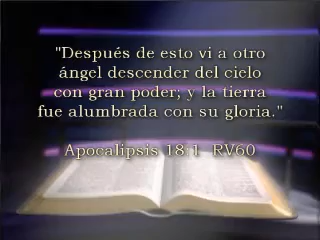 "Después de esto vi a otro
ángel descender del cielo
con gran poder; y la tierra
fue alumbrada con su gloria."
Apocalipsis 18:1 RV60